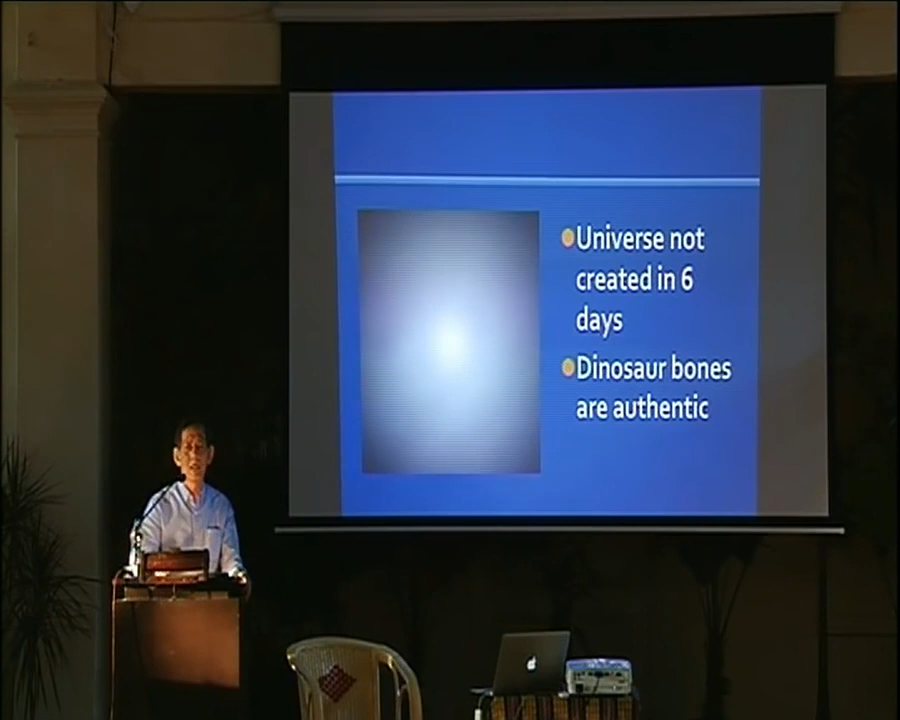 Universe not
created in 6
days
Dinosaur bones
are authentic